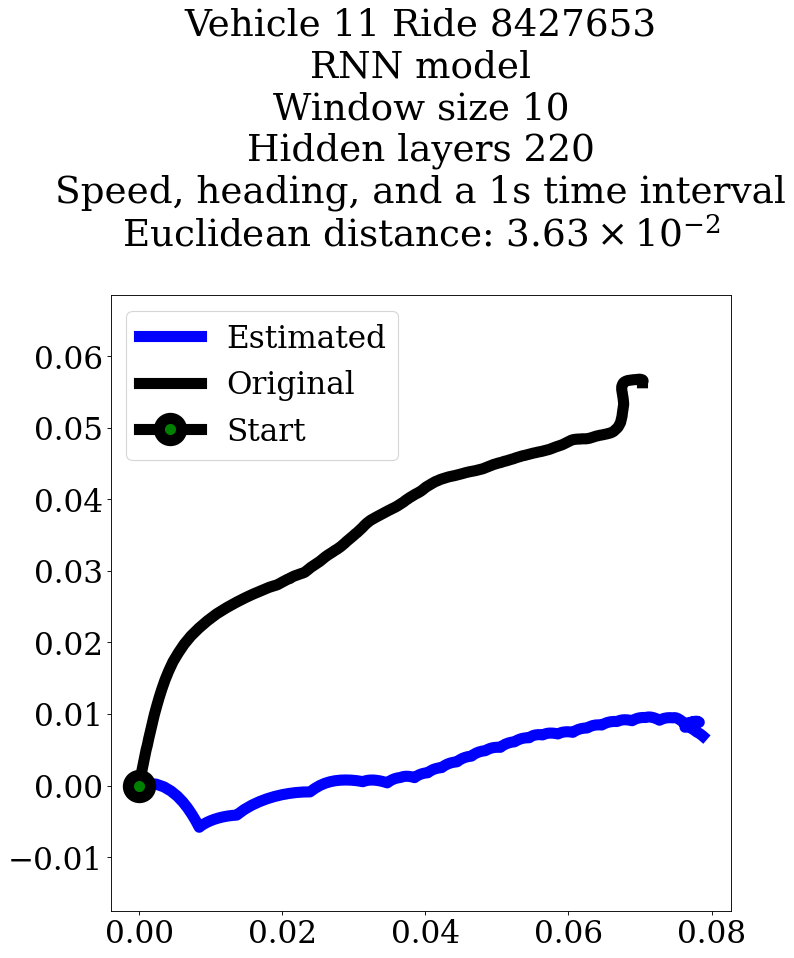 Vehicle 11 Ride 8427653
RNN model
Window size 10
Hidden layers 220
Speed, heading, and a 1s time interval
Euclidean distance: 3.63 × 10⁻²
Estimated
Original
Start
0.06
0.05
0.04
0.03
0.02
0.01
0.00
−0.01
0.00 0.02 0.04 0.06 0.08